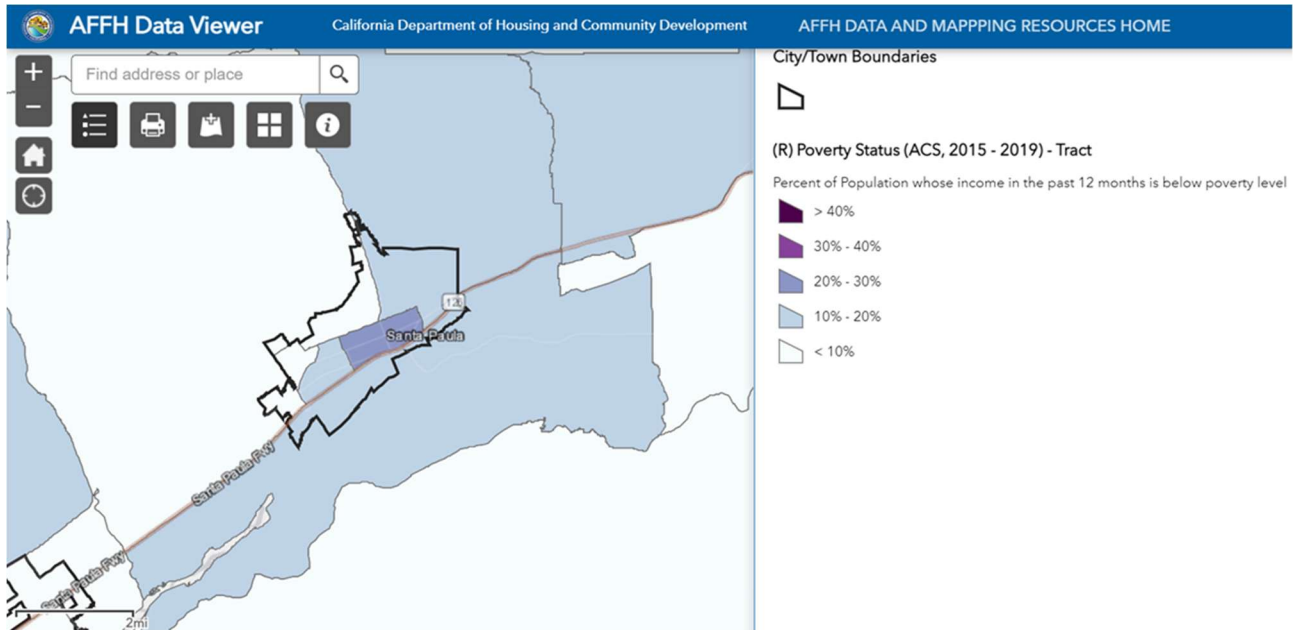 AFFH Data Viewer
California Department of Housing and Community Development
AFFH DATA AND MAPPPING RESOURCES HOME
Find address or place
City/Town Boundaries
(R) Poverty Status (ACS, 2015 - 2019) - Tract
Percent of Population whose income in the past 12 months is below poverty level
> 40%
30% - 40%
20% - 30%
10% - 20%
< 10%
126
Santa Paula
Santa Paula Fwy
Santa Paula Fwy
2mi